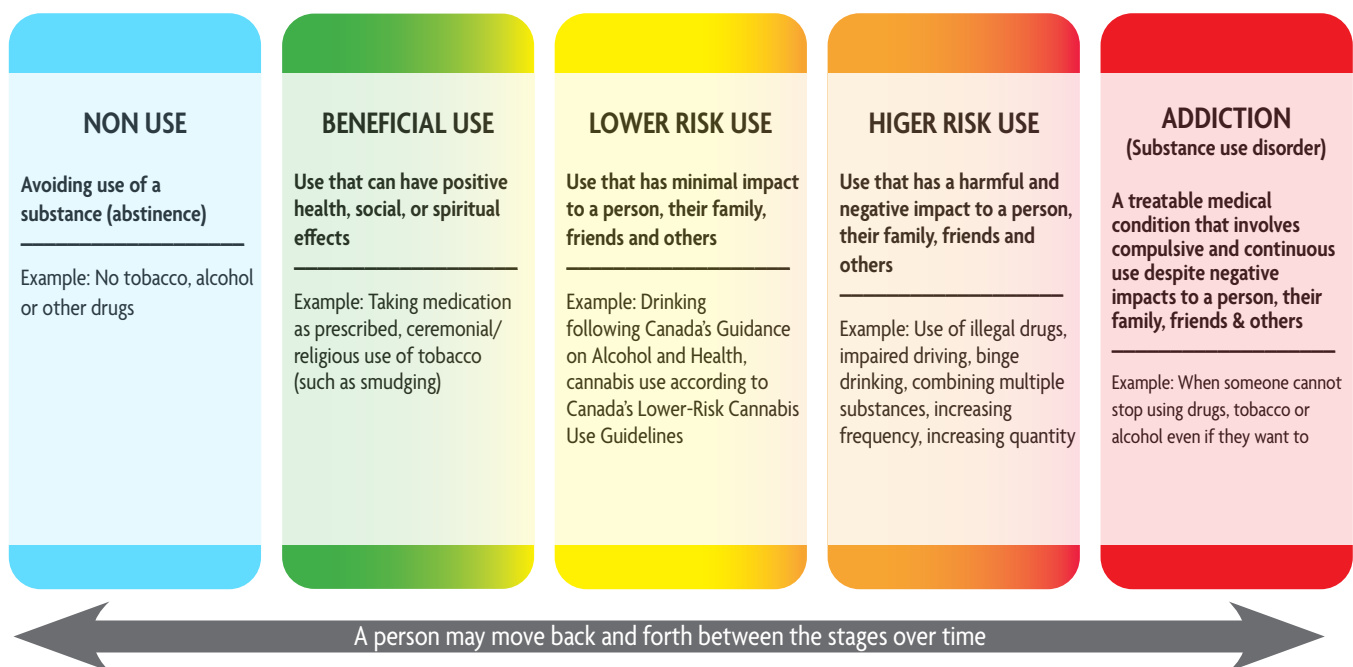 NON USE
Avoiding use of a
substance (abstinence)
Example: No tobacco, alcohol
or other drugs
BENEFICIAL USE
Use that can have positive
health, social, or spiritual
effects
Example: Taking medication
as prescribed, ceremonial/
religious use of tobacco
(such as smudging)
LOWER RISK USE
Use that has minimal impact
to a person, their family,
friends and others
Example: Drinking
following Canada's Guidance
on Alcohol and Health,
cannabis use according to
Canada's Lower-Risk Cannabis
Use Guidelines
HIGER RISK USE
Use that has a harmful and
negative impact to a person,
their family, friends and
others
Example: Use of illegal drugs,
impaired driving, binge
drinking, combining multiple
substances, increasing
frequency, increasing quantity
ADDICTION
(Substance use disorder)
A treatable medical
condition that involves
compulsive and continuous
use despite negative
impacts to a person, their
family, friends & others
Example: When someone cannot
stop using drugs, tobacco or
alcohol even if they want to
A person may move back and forth between the stages over time